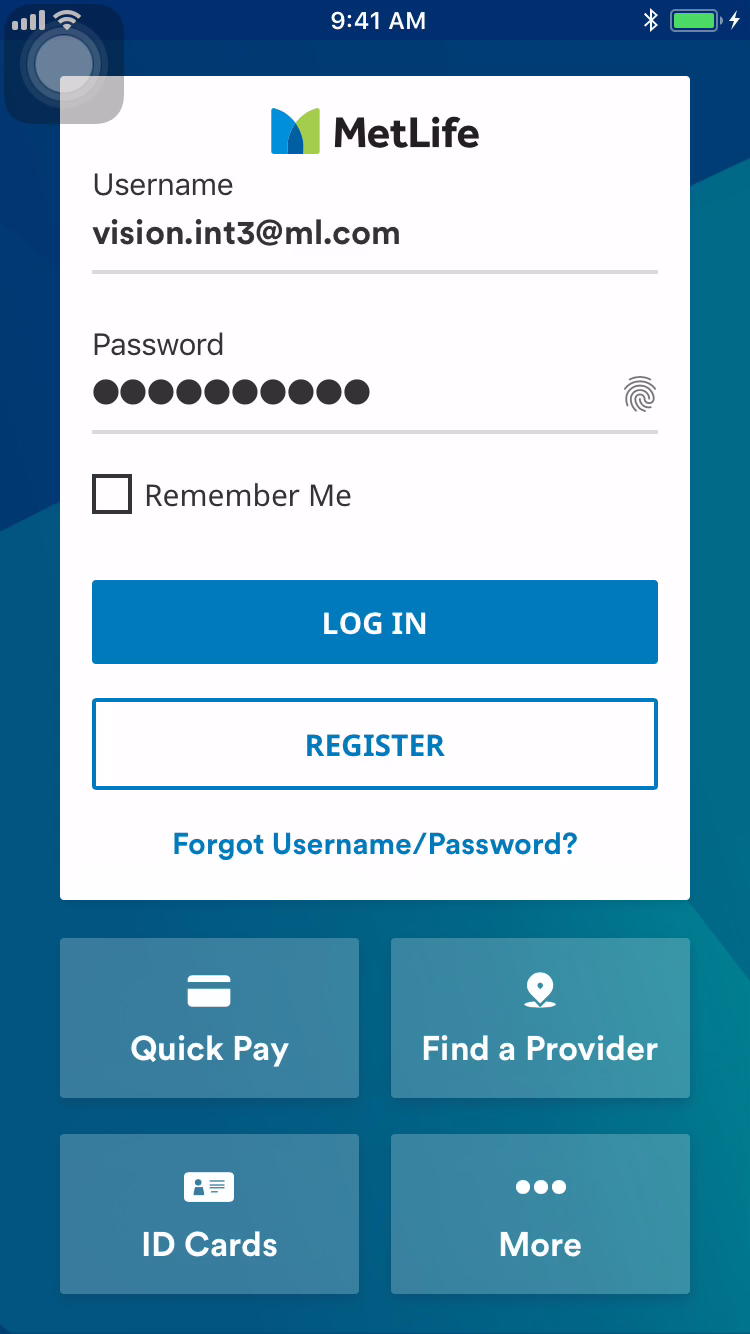 9:41 AM
MetLife
Username
vision.int3@ml.com
Password
●●●●●●●●●●
Remember Me
LOG IN
REGISTER
Forgot Username/Password?
Quick Pay
Find a Provider
ID Cards
More